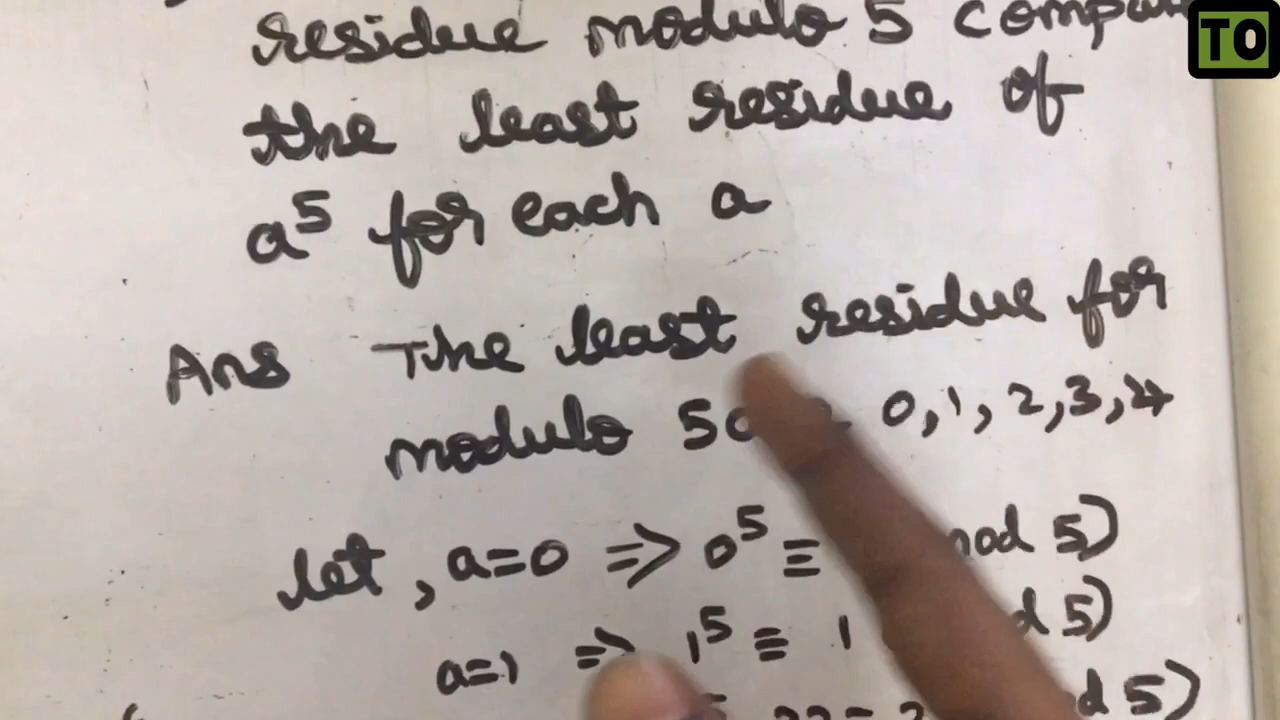 residue modulo 5
TO
the least residue of
a⁵ for each a
Ans The least residue for
modulo 5 0,1,2,3,4
let, a=0 => 0⁵ ≡ mod 5)
a=1 => 1⁵ ≡ 1 5)
5)